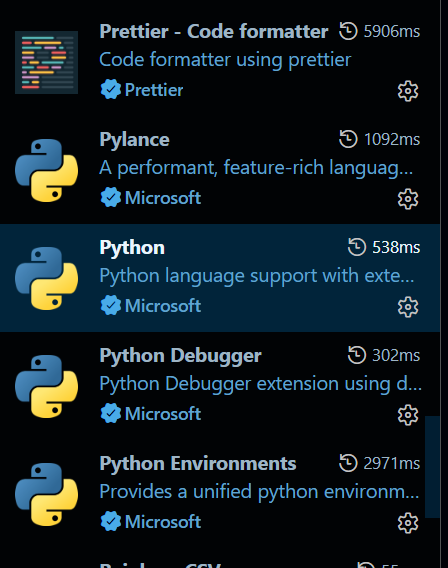 Prettier - Code formatter 5906ms
Code formatter using prettier
Prettier
Pylance 1092ms
A performant, feature-rich languag...
Microsoft
Python 538ms
Python language support with exte...
Microsoft
Python Debugger 302ms
Python Debugger extension using d...
Microsoft
Python Environments 2971ms
Provides a unified python environm...
Microsoft